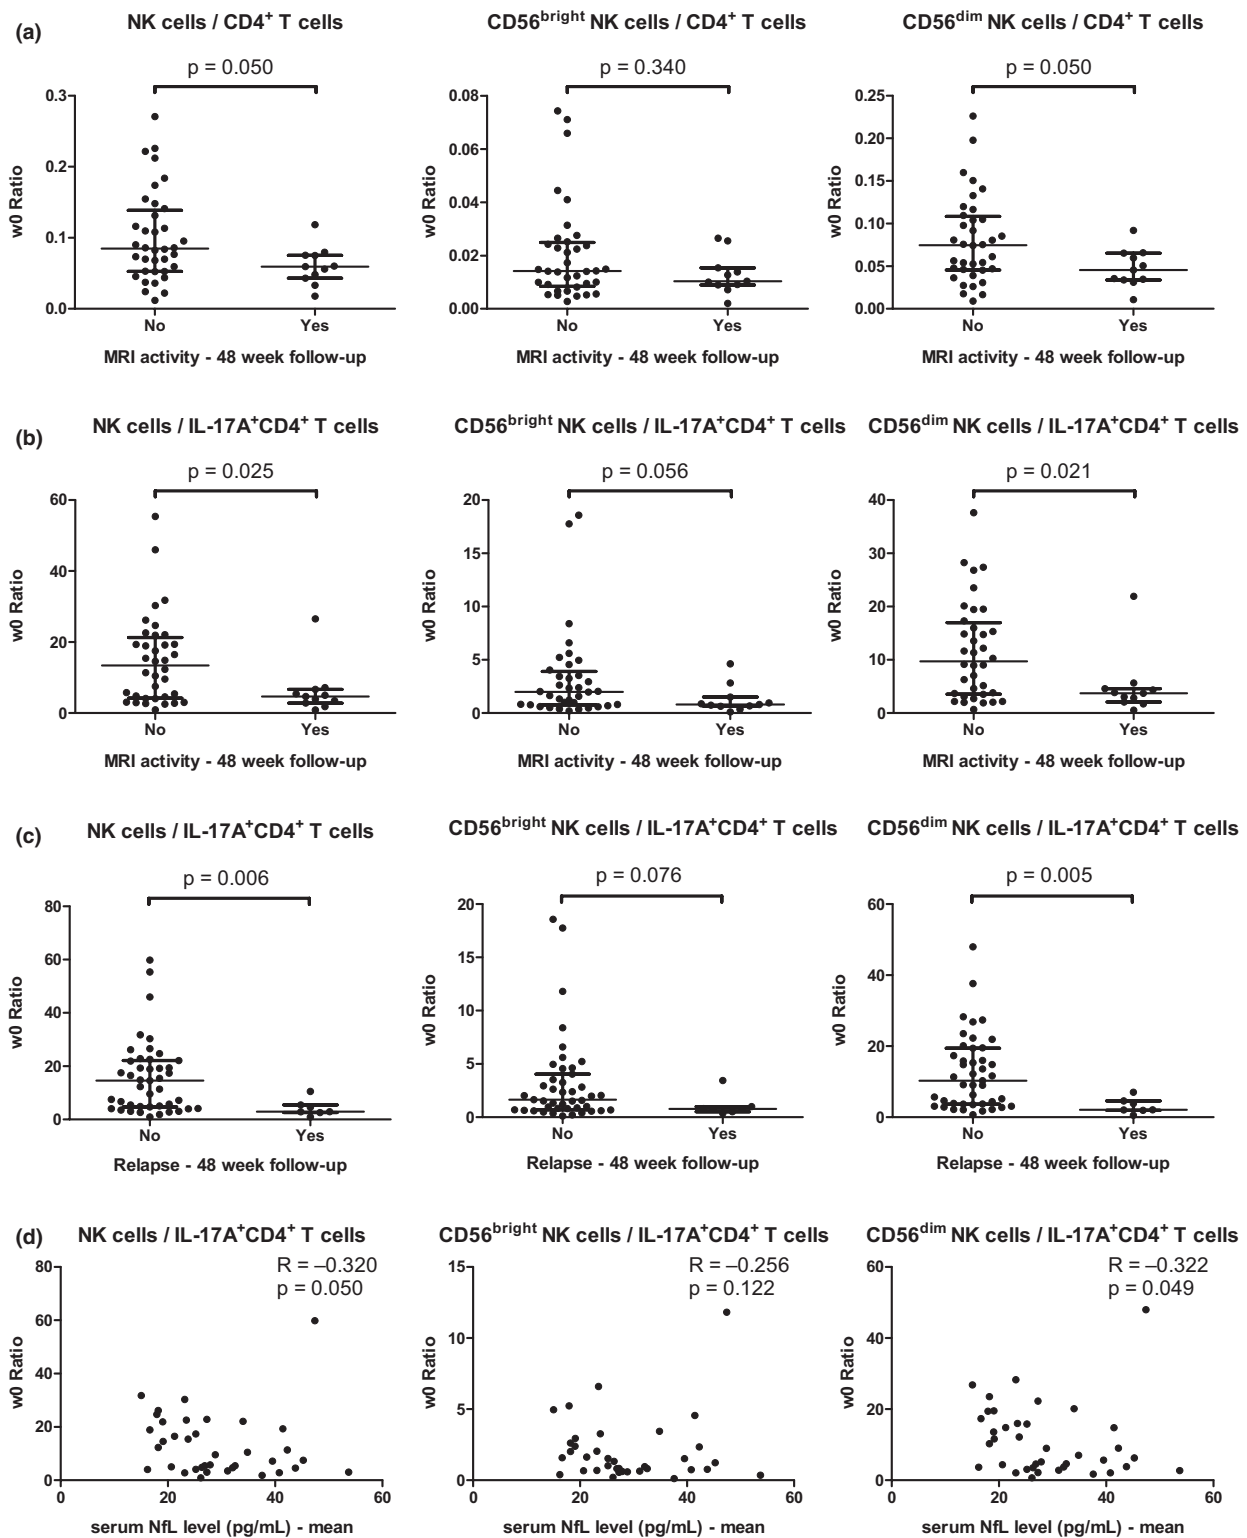 (a)
NK cells / CD4+ T cells
p = 0.050
w0 Ratio
0.3
0.2
0.1
0.0
No Yes
MRI activity - 48 week follow-up
CD56bright NK cells / CD4+ T cells
p = 0.340
w0 Ratio
0.08
0.06
0.04
0.02
0.00
No Yes
MRI activity - 48 week follow-up
CD56dim NK cells / CD4+ T cells
p = 0.050
w0 Ratio
0.25
0.20
0.15
0.10
0.05
0.00
No Yes
MRI activity - 48 week follow-up
(b)
NK cells / IL-17A+CD4+ T cells
p = 0.025
w0 Ratio
60
40
20
0
No Yes
MRI activity - 48 week follow-up
CD56bright NK cells / IL-17A+CD4+ T cells
p = 0.056
w0 Ratio
20
15
10
5
0
No Yes
MRI activity - 48 week follow-up
CD56dim NK cells / IL-17A+CD4+ T cells
p = 0.021
w0 Ratio
40
30
20
10
0
No Yes
MRI activity - 48 week follow-up
(c)
NK cells / IL-17A+CD4+ T cells
p = 0.006
w0 Ratio
80
60
40
20
0
No Yes
Relapse - 48 week follow-up
CD56bright NK cells / IL-17A+CD4+ T cells
p = 0.076
w0 Ratio
20
15
10
5
0
No Yes
Relapse - 48 week follow-up
CD56dim NK cells / IL-17A+CD4+ T cells
p = 0.005
w0 Ratio
60
40
20
0
No Yes
Relapse - 48 week follow-up
(d)
NK cells / IL-17A+CD4+ T cells
R = –0.320
p = 0.050
w0 Ratio
80
60
40
20
0
0 20 40 60
serum NfL level (pg/mL) - mean
CD56bright NK cells / IL-17A+CD4+ T cells
R = –0.256
p = 0.122
w0 Ratio
15
10
5
0
0 20 40 60
serum NfL level (pg/mL) - mean
CD56dim NK cells / IL-17A+CD4+ T cells
R = –0.322
p = 0.049
w0 Ratio
60
40
20
0
0 20 40 60
serum NfL level (pg/mL) - mean